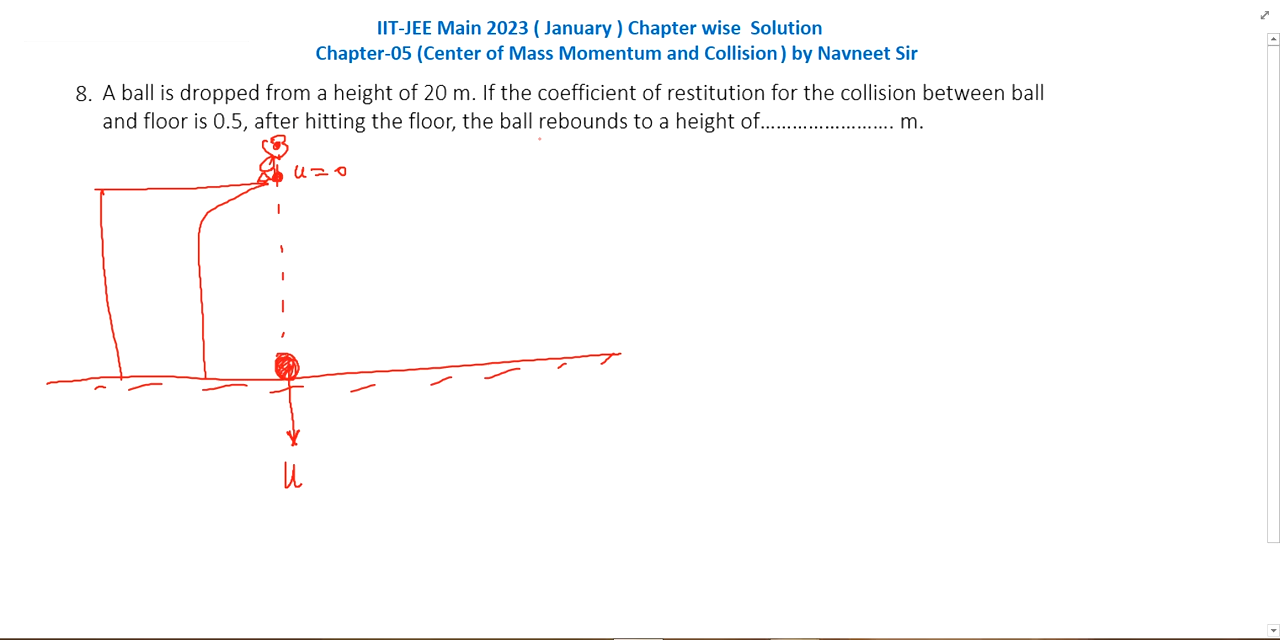 IIT-JEE Main 2023 ( January ) Chapter wise Solution
Chapter-05 (Center of Mass Momentum and Collision) by Navneet Sir
8. A ball is dropped from a height of 20 m. If the coefficient of restitution for the collision between ball
and floor is 0.5, after hitting the floor, the ball rebounds to a height of........................ m.
u = 0
u